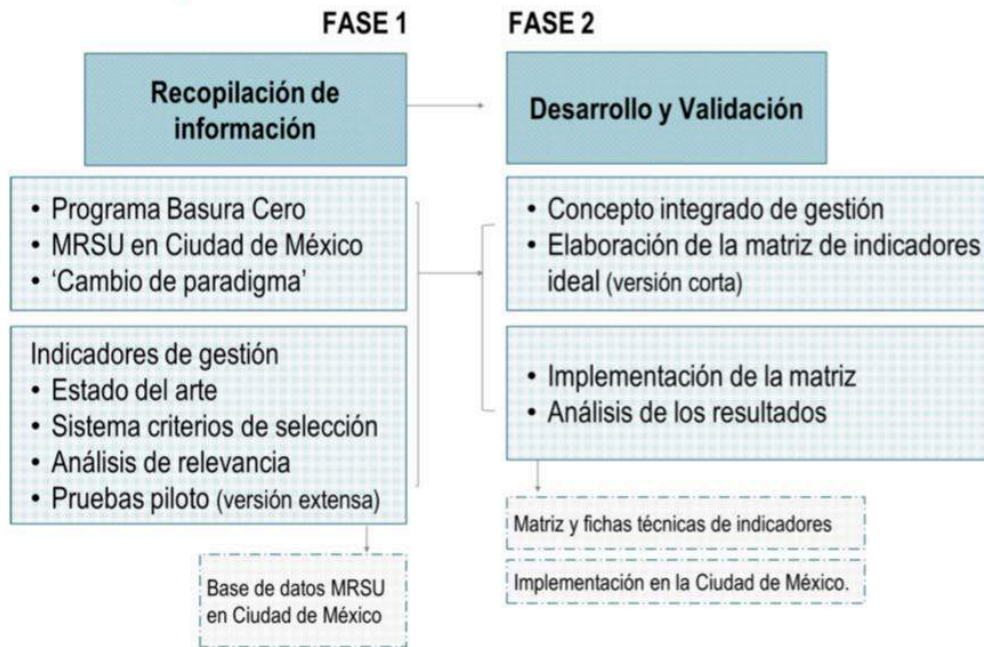 FASE 1
Recopilación de
información
• Programa Basura Cero
• MRSU en Ciudad de México
• ‘Cambio de paradigma’
Indicadores de gestión
• Estado del arte
• Sistema criterios de selección
• Análisis de relevancia
• Pruebas piloto (versión extensa)
Base de datos MRSU
en Ciudad de México
FASE 2
Desarrollo y Validación
• Concepto integrado de gestión
• Elaboración de la matriz de indicadores
ideal (versión corta)
• Implementación de la matriz
• Análisis de los resultados
Matriz y fichas técnicas de indicadores
Implementación en la Ciudad de México.